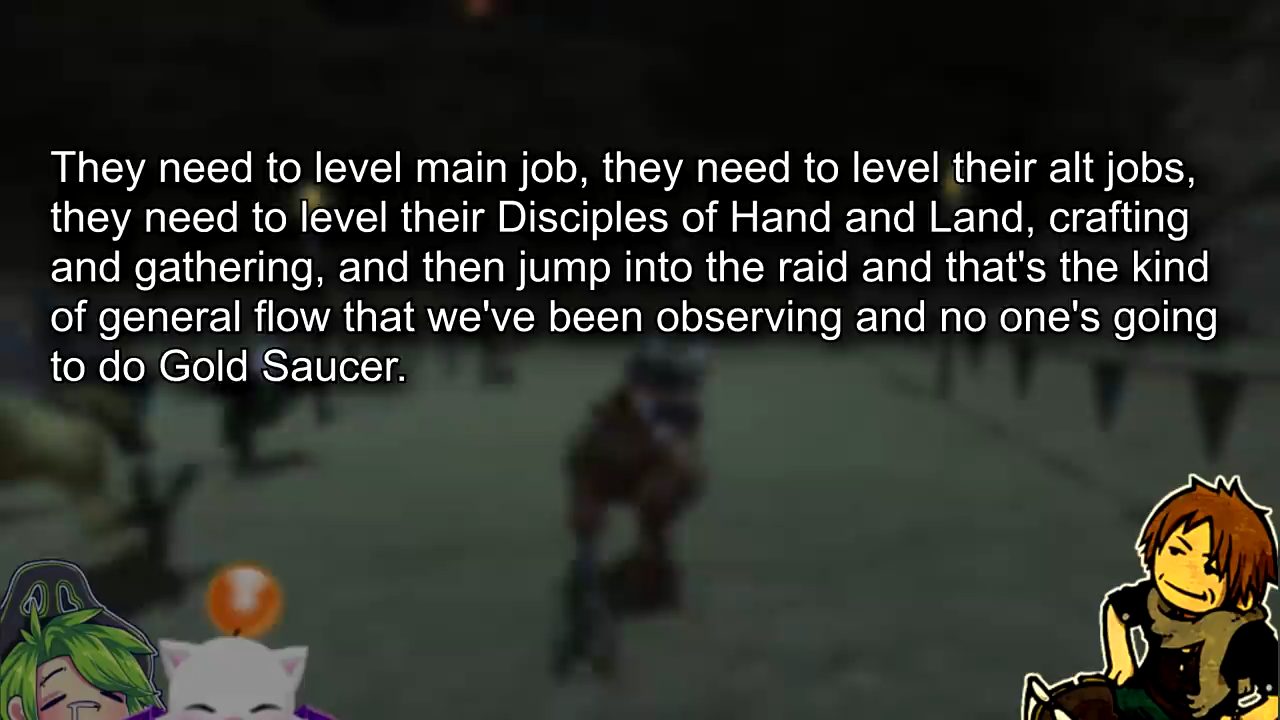 They need to level main job, they need to level their alt jobs,
they need to level their Disciples of Hand and Land, crafting
and gathering, and then jump into the raid and that's the kind
of general flow that we've been observing and no one's going
to do Gold Saucer.